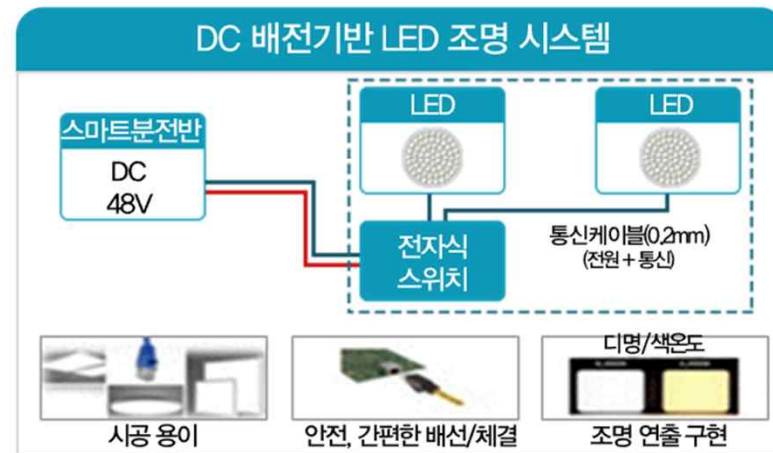 DC 배전기반 LED 조명 시스템
스마트분전반
DC
48V
LED
LED
전자식
스위치
통신케이블(0.2mm)
(전원 + 통신)
시공 용이
안전, 간편한 배선/체결
디명/색온도
조명 연출 구현